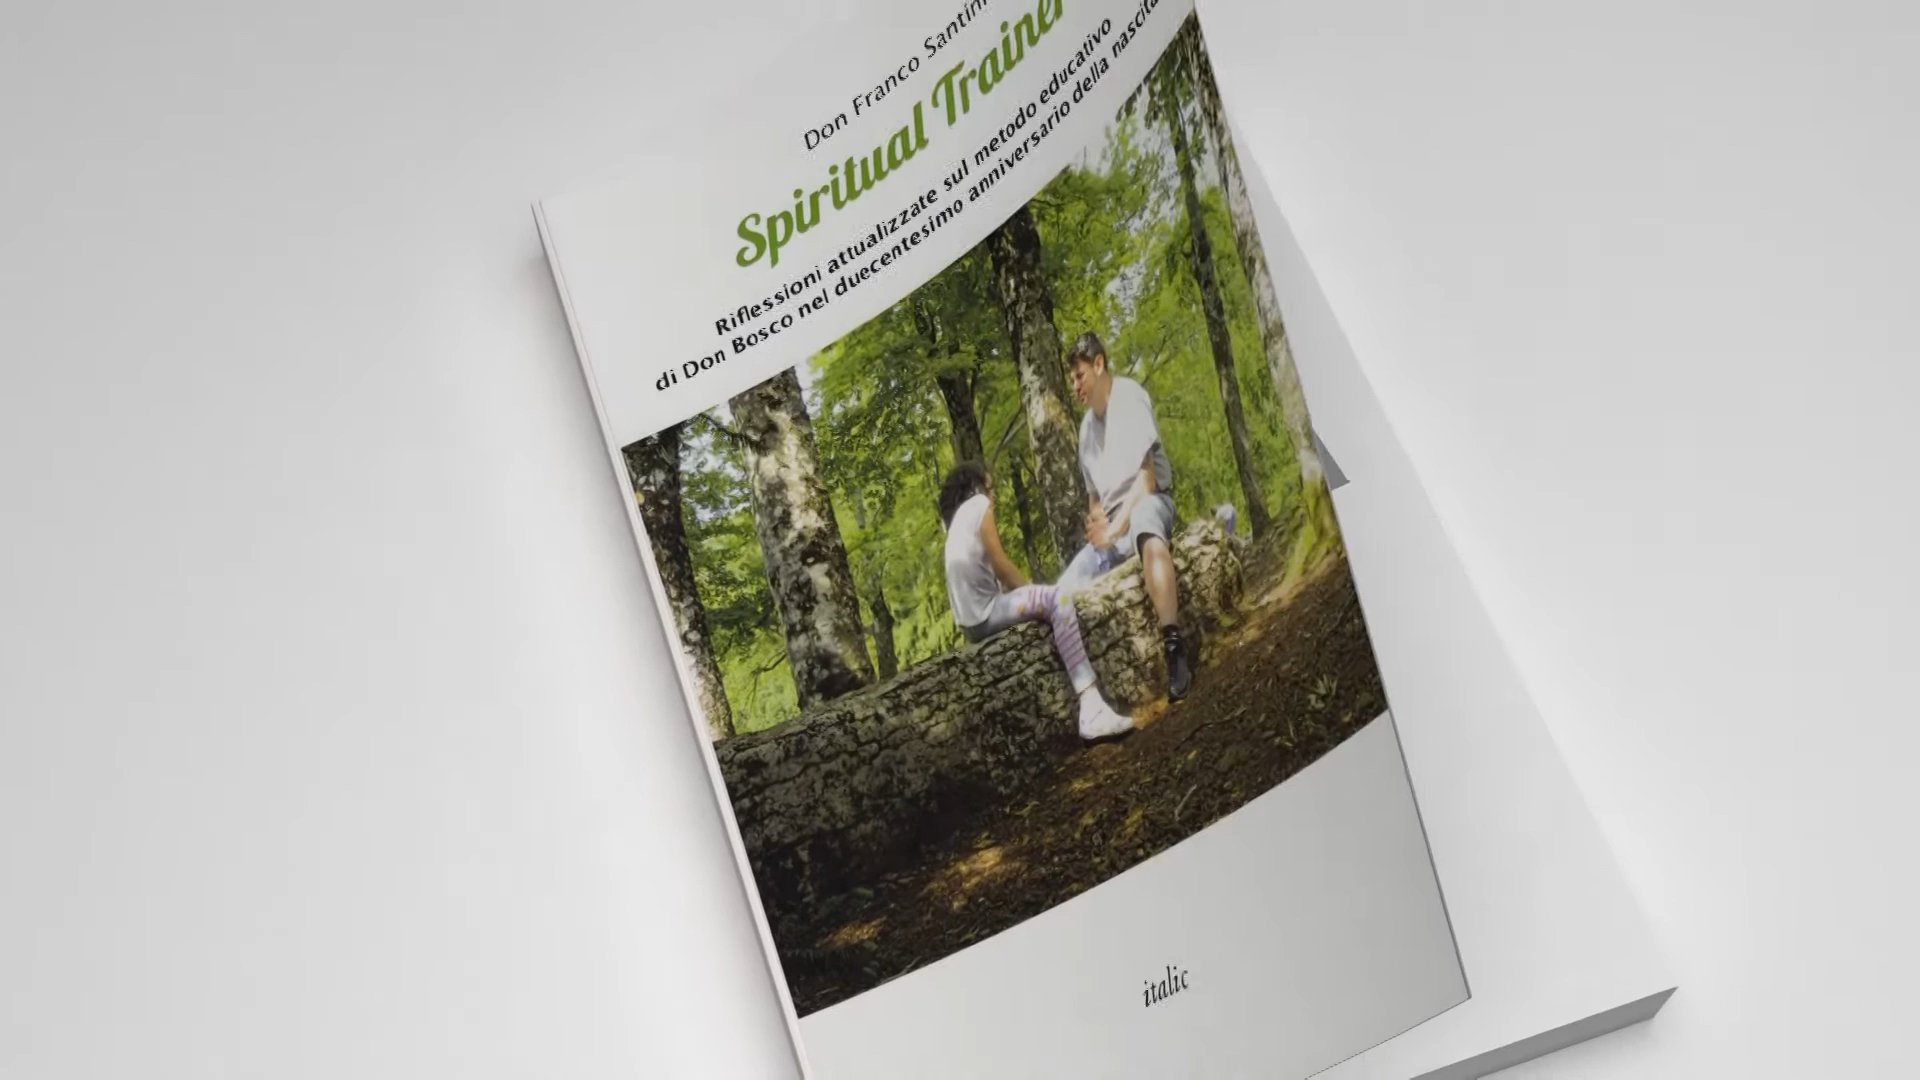 Don Franco Santini
Spiritual Trainer
Riflessioni attualizzate sul metodo educativo
di Don Bosco nel duecentesimo anniversario della nascita
italic